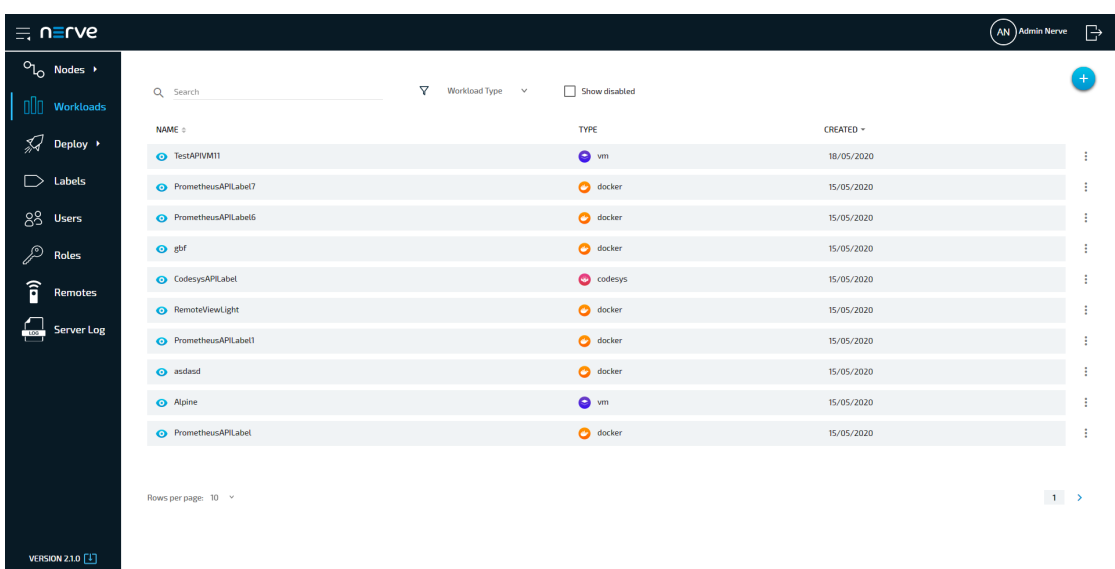 nerve
AN Admin Nerve
Nodes
Workloads
Deploy
Labels
Users
Roles
Remotes
LOG Server Log
VERSION 2.1.0
Search Workload Type Show disabled
NAME TYPE CREATED
TestAPIVM11 vm 18/05/2020
PrometheusAPILabel7 docker 15/05/2020
PrometheusAPILabel6 docker 15/05/2020
gbf docker 15/05/2020
CodesysAPILabel codesys 15/05/2020
RemoteViewLight docker 15/05/2020
PrometheusAPILabel1 docker 15/05/2020
asdasd docker 15/05/2020
Alpine vm 15/05/2020
PrometheusAPILabel docker 15/05/2020
Rows per page: 10 1